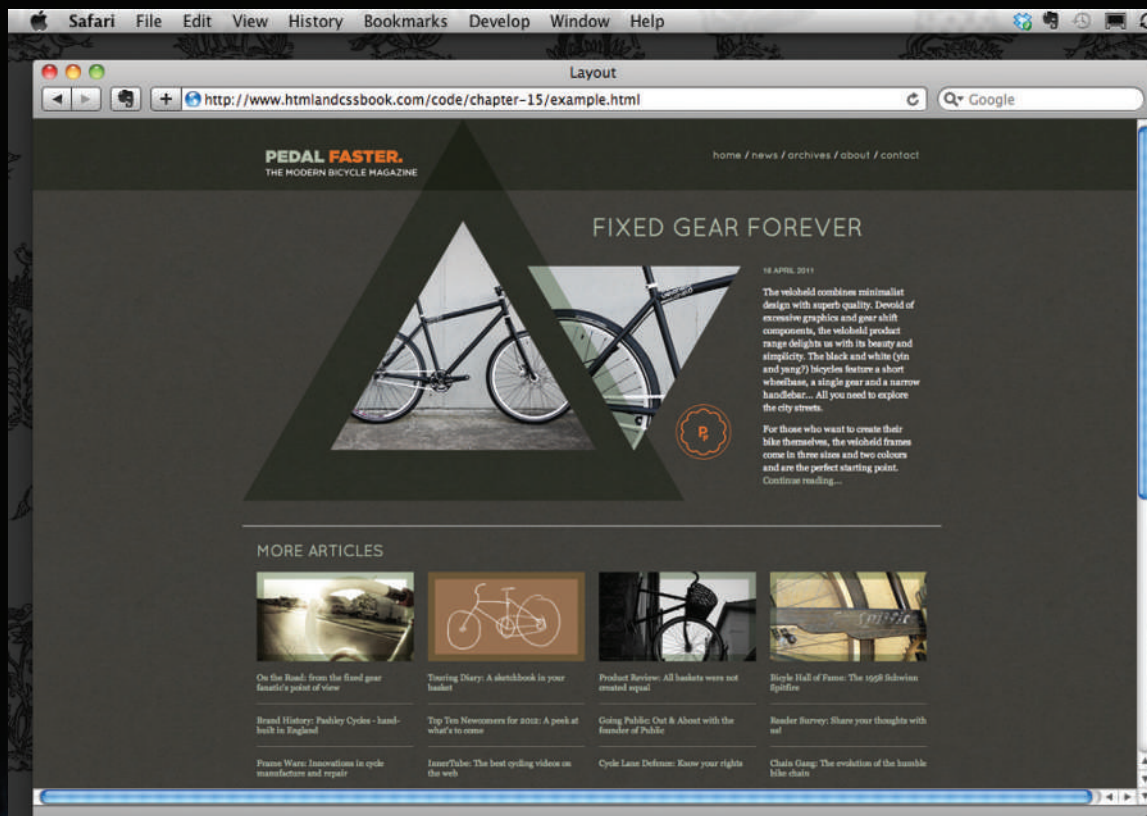 Safari File Edit View History Bookmarks Develop Window Help
Layout
http://www.htmlandcssbook.com/code/chapter-15/example.html
Google
PEDAL FASTER.
THE MODERN BICYCLE MAGAZINE
home / news / archives / about / contact
FIXED GEAR FOREVER
16 APRIL 2011
The veloheld combines minimalist
design with superb quality. Devoid of
excessive graphics and gear shift
components, the veloheld product
range delights us with its beauty and
simplicity. The black and white (yin
and yang?) bicycles feature a short
wheelbase, a single gear and a narrow
handlebar... All you need to explore
the city streets.
For those who want to create their
bike themselves, the veloheld frames
come in three sizes and two colours
and are the perfect starting point.
Continue reading...
MORE ARTICLES
On the Road: from the fixed gear
fanatic's point of view
Touring Diary: A sketchbook in your
basket
Product Review: All baskets were not
created equal
Bicyle Hall of Fame: The 1958 Schwinn
Spitfire
Brand History: Pashley Cycles - hand-
built in England
Top Ten Newcomers for 2012: A peek at
what's to come
Going Public: Out & About with the
founder of Public
Reader Survey: Share your thoughts with
us!
Frame Wars: Innovations in cycle
manufacture and repair
InnerTube: The best cycling videos on
the web
Cycle Lane Defence: Know your rights
Chain Gang: The evolution of the humble
bike chain